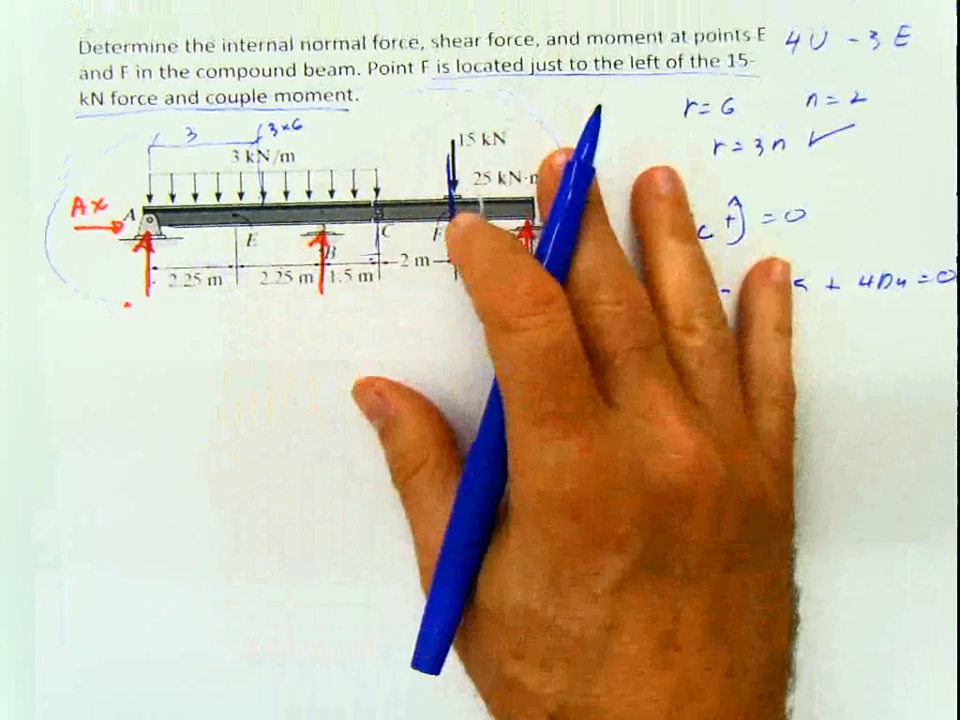 Determine the internal normal force, shear force, and moment at points E
and F in the compound beam. Point F is located just to the left of the 15-
kN force and couple moment.
4U - 3E
r = 6 n = 2
r = 3n ✓
3 3×6
15 kN
3 kN/m
25 kN·
Ax A
E B C F
2.25 m 2.25 m 1.5 m 2 m
c +) = 0
+ 4Dy = 0